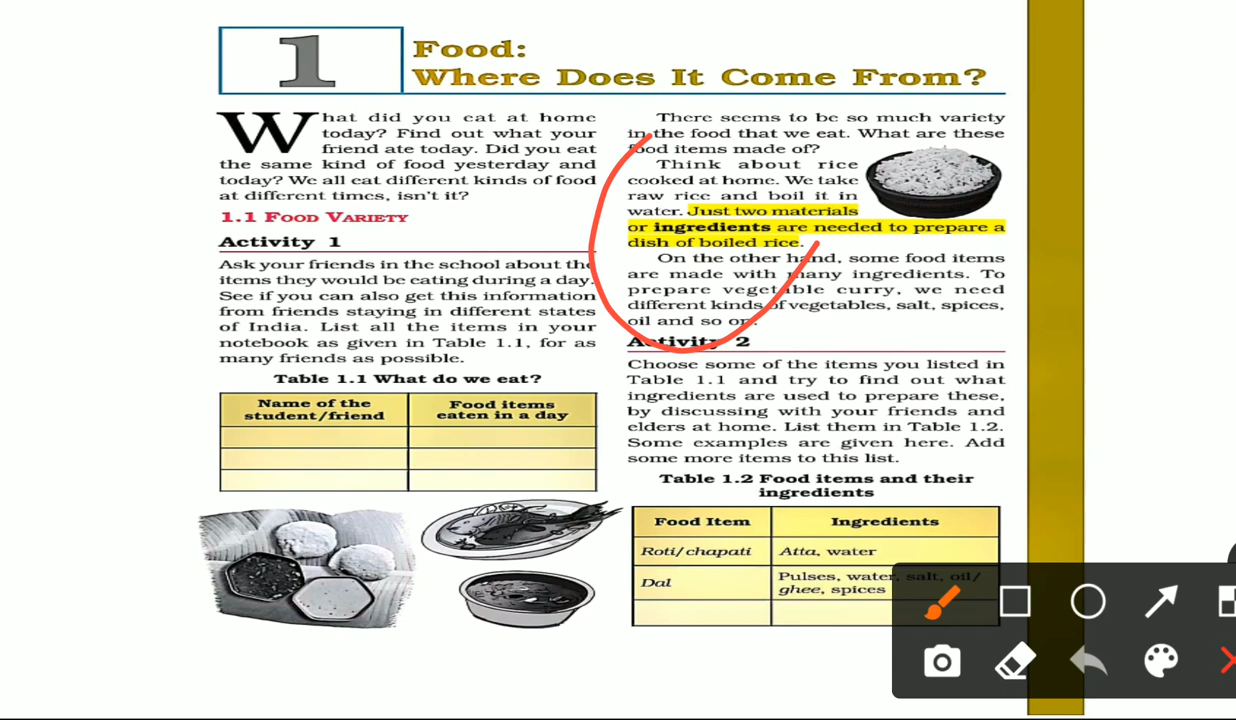 1
Food:
Where Does It Come From?
What did you eat at home
today? Find out what your
friend ate today. Did you eat
the same kind of food yesterday and
today? We all eat different kinds of food
at different times, isn't it?
1.1 FOOD VARIETY
Activity 1
Ask your friends in the school about the
items they would be eating during a day.
See if you can also get this information
from friends staying in different states
of India. List all the items in your
notebook as given in Table 1.1, for as
many friends as possible.
Table 1.1 What do we eat?
Name of the
student/friend
Food items
eaten in a day
There seems to be so much variety
in the food that we eat. What are these
food items made of?
Think about rice
cooked at home. We take
raw rice and boil it in
water. Just two materials
or ingredients are needed to prepare a
dish of boiled rice.
On the other hand, some food items
are made with many ingredients. To
prepare vegetable curry, we need
different kinds of vegetables, salt, spices,
oil and so on.
Activity 2
Choose some of the items you listed in
Table 1.1 and try to find out what
ingredients are used to prepare these,
by discussing with your friends and
elders at home. List them in Table 1.2.
Some examples are given here. Add
some more items to this list.
Table 1.2 Food items and their
ingredients
Food Item
Ingredients
Roti/chapati
Atta, water
Dal
Pulses, water, salt, oil/
ghee, spices